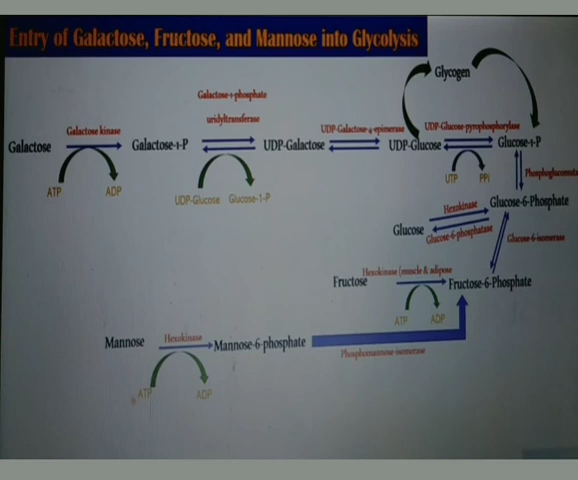 Entry of Galactose, Fructose, and Mannose into Glycolysis
Glycogen
Galactose-1-phosphate
uridyltransferase
Galactose kinase
UDP-Galactose-4-epimerase
UDP-Glucose-pyrophosphorylase
Galactose
Galactose-1-P
UDP-Galactose
UDP-Glucose
Glucose-1-P
ATP
ADP
UDP-Glucose
Glucose-1-P
UTP
PPi
Phosphoglucomuta
Glucose-6-Phosphate
Hexokinase
Glucose
Glucose-6-phosphatase
Glucose-6-isomerase
Hexokinase (muscle & adipose
Fructose
Fructose-6-Phosphate
ATP
ADP
Mannose
Hexokinase
Mannose-6-phosphate
Phosphomannose-isomerase
ATP
ADP